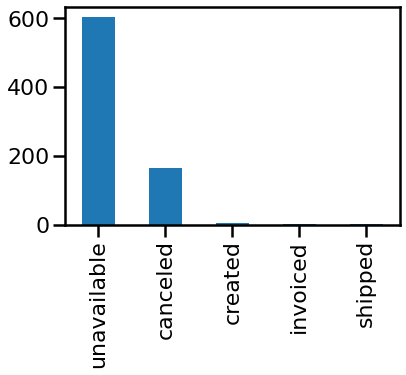 600
400
200
0
unavailable
canceled
created
invoiced
shipped